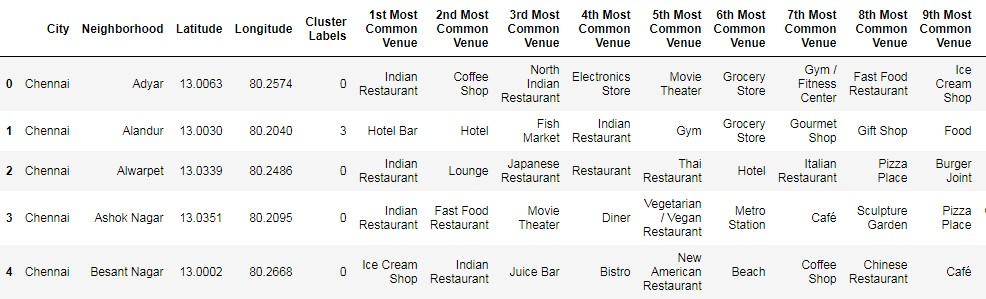 City Neighborhood Latitude Longitude Cluster Labels 1st Most Common Venue 2nd Most Common Venue 3rd Most Common Venue 4th Most Common Venue 5th Most Common Venue 6th Most Common Venue 7th Most Common Venue 8th Most Common Venue 9th Most Common Venue
0 Chennai Adyar 13.0063 80.2574 0 Indian Restaurant Coffee Shop North Indian Restaurant Electronics Store Movie Theater Grocery Store Gym / Fitness Center Fast Food Restaurant Ice Cream Shop
1 Chennai Alandur 13.0030 80.2040 3 Hotel Bar Hotel Fish Market Indian Restaurant Gym Grocery Store Gourmet Shop Gift Shop Food
2 Chennai Alwarpet 13.0339 80.2486 0 Indian Restaurant Lounge Japanese Restaurant Restaurant Thai Restaurant Hotel Italian Restaurant Pizza Place Burger Joint
3 Chennai Ashok Nagar 13.0351 80.2095 0 Indian Restaurant Fast Food Restaurant Movie Theater Diner Vegetarian / Vegan Restaurant Metro Station Café Sculpture Garden Pizza Place
4 Chennai Besant Nagar 13.0002 80.2668 0 Ice Cream Shop Indian Restaurant Juice Bar Bistro New American Restaurant Beach Coffee Shop Chinese Restaurant Café